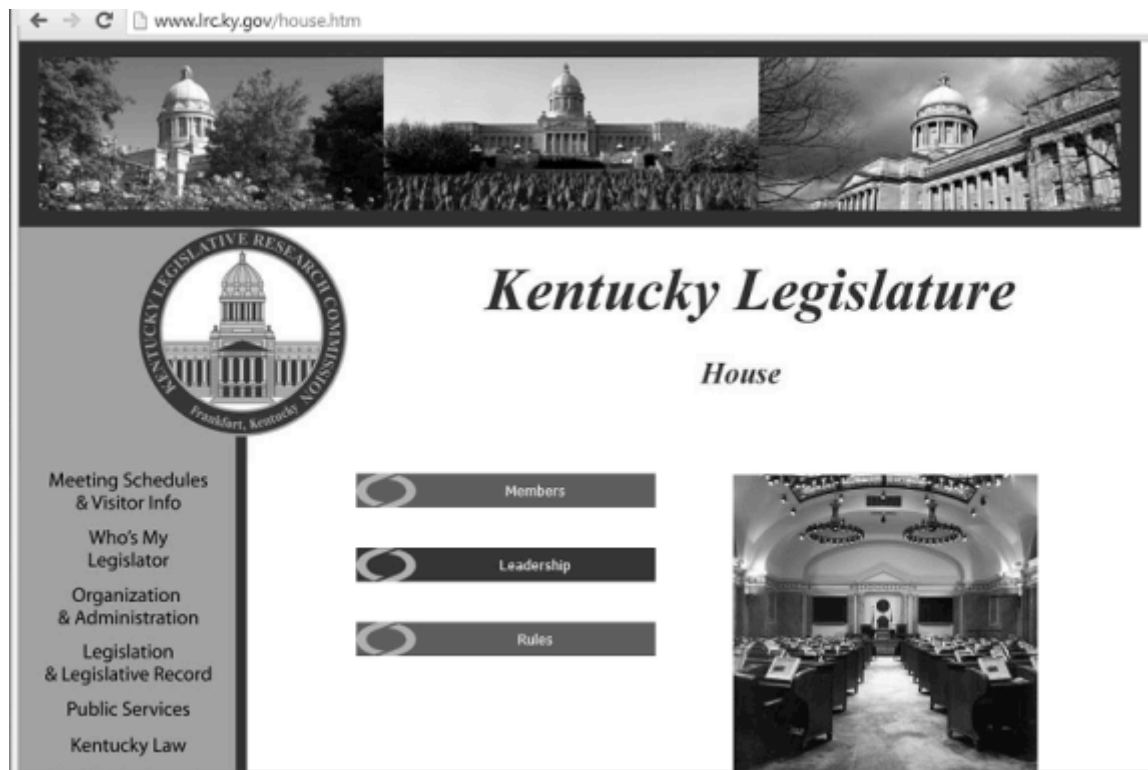 www.lrc.ky.gov/house.htm
KENTUCKY LEGISLATIVE RESEARCH COMMISSION
Frankfort, Kentucky
Kentucky Legislature
House
Meeting Schedules
& Visitor Info
Who's My
Legislator
Organization
& Administration
Legislation
& Legislative Record
Public Services
Kentucky Law
Members
Leadership
Rules